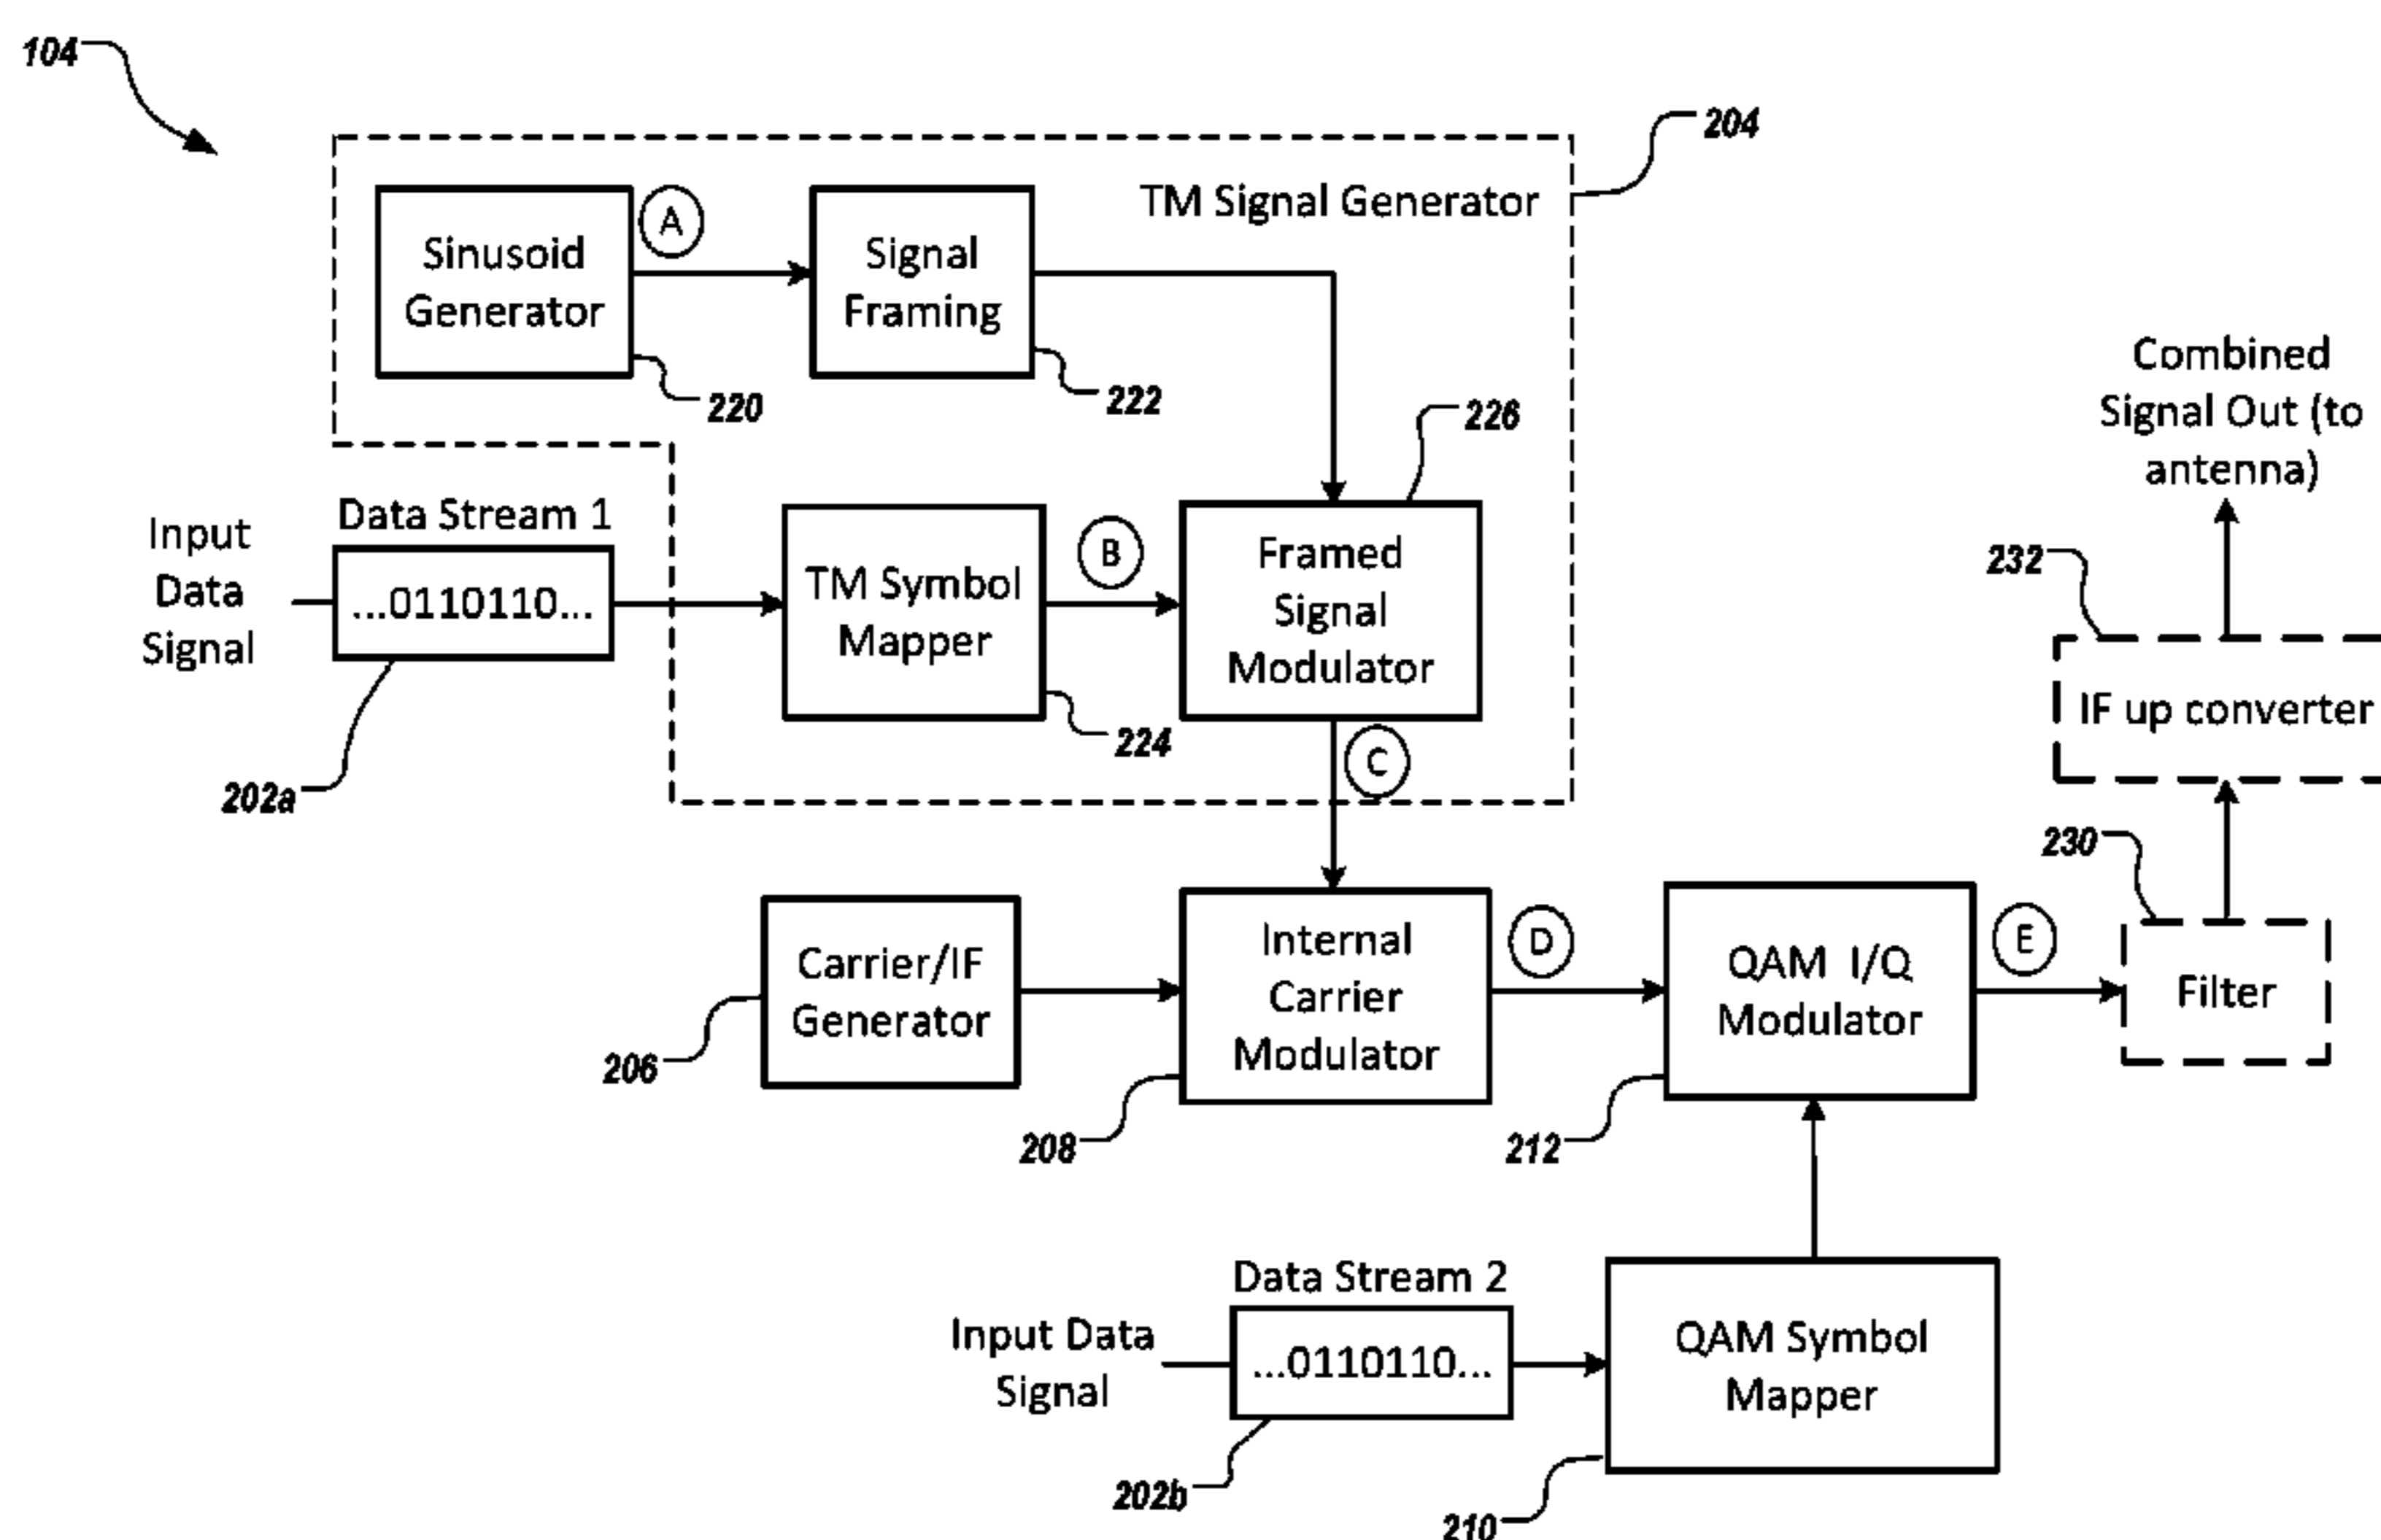 104
204
TM Signal Generator
A
Sinusoid
Generator
220
Signal
Framing
222
226
Input
Data
Signal
Data Stream 1
...0110110...
202a
TM Symbol
Mapper
224
B
Framed
Signal
Modulator
C
Combined
Signal Out (to
antenna)
232
IF up converter
230
Carrier/IF
Generator
206
Internal
Carrier
Modulator
208
D
QAM I/Q
Modulator
212
E
Filter
Data Stream 2
Input Data
Signal
...0110110...
202b
QAM Symbol
Mapper
210